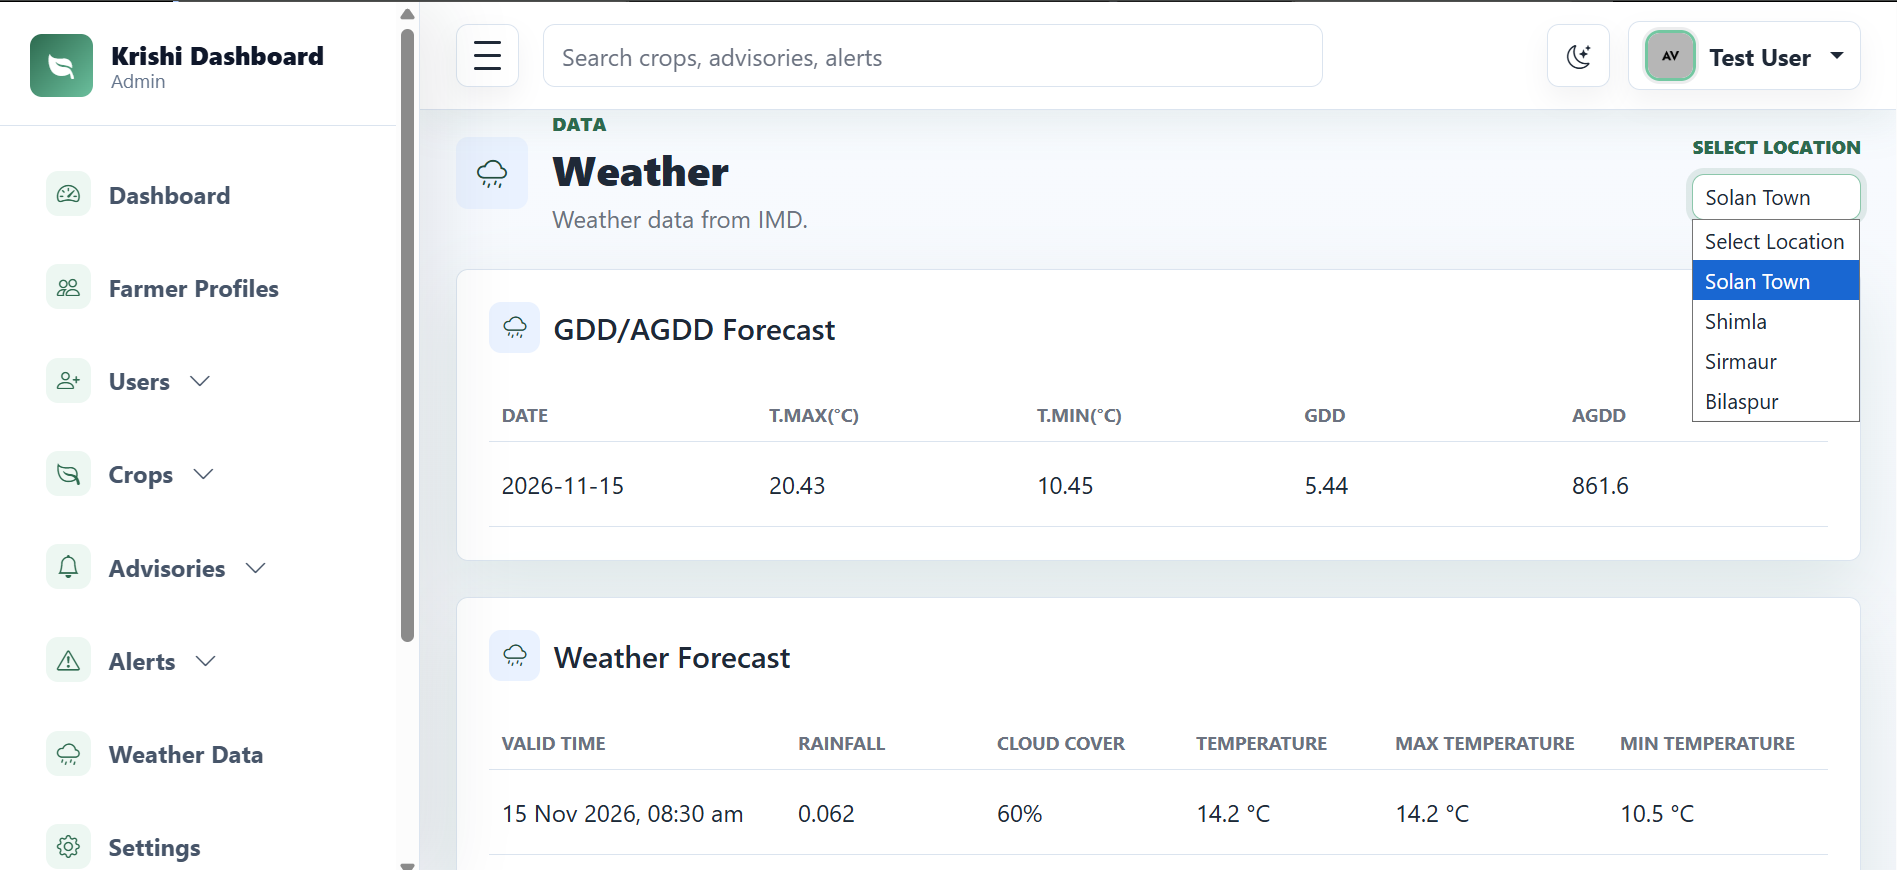 Krishi Dashboard
Admin
Dashboard
Farmer Profiles
Users
Crops
Advisories
Alerts
Weather Data
Settings
Search crops, advisories, alerts
AV
Test User
DATA
Weather
Weather data from IMD.
SELECT LOCATION
Solan Town
Select Location
Solan Town
Shimla
Sirmaur
Bilaspur
GDD/AGDD Forecast
DATE T.MAX(°C) T.MIN(°C) GDD AGDD
2026-11-15 20.43 10.45 5.44 861.6
Weather Forecast
VALID TIME RAINFALL CLOUD COVER TEMPERATURE MAX TEMPERATURE MIN TEMPERATURE
15 Nov 2026, 08:30 am 0.062 60% 14.2 °C 14.2 °C 10.5 °C